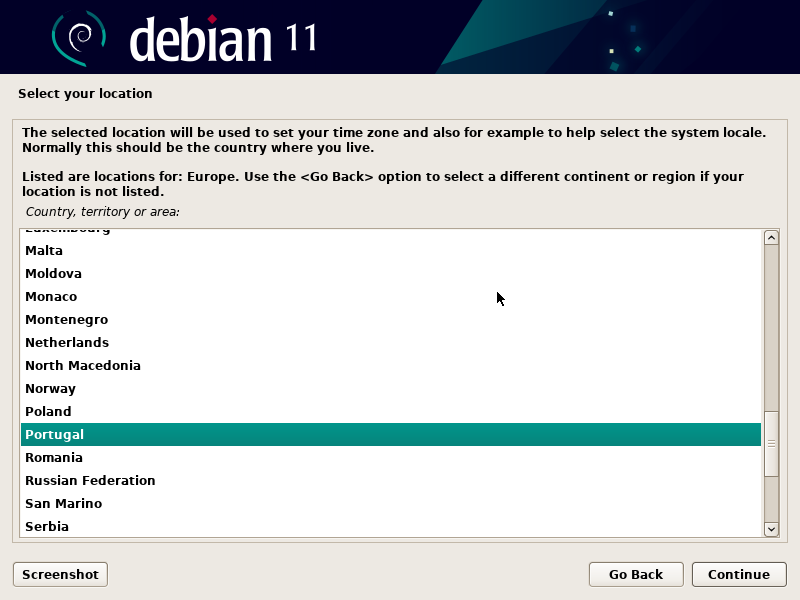 debian 11
Select your location
The selected location will be used to set your time zone and also for example to help select the system locale.
Normally this should be the country where you live.
Listed are locations for: Europe. Use the <Go Back> option to select a different continent or region if your
location is not listed.
Country, territory or area:
Luxembourg
Malta
Moldova
Monaco
Montenegro
Netherlands
North Macedonia
Norway
Poland
Portugal
Romania
Russian Federation
San Marino
Serbia
Screenshot
Go Back
Continue